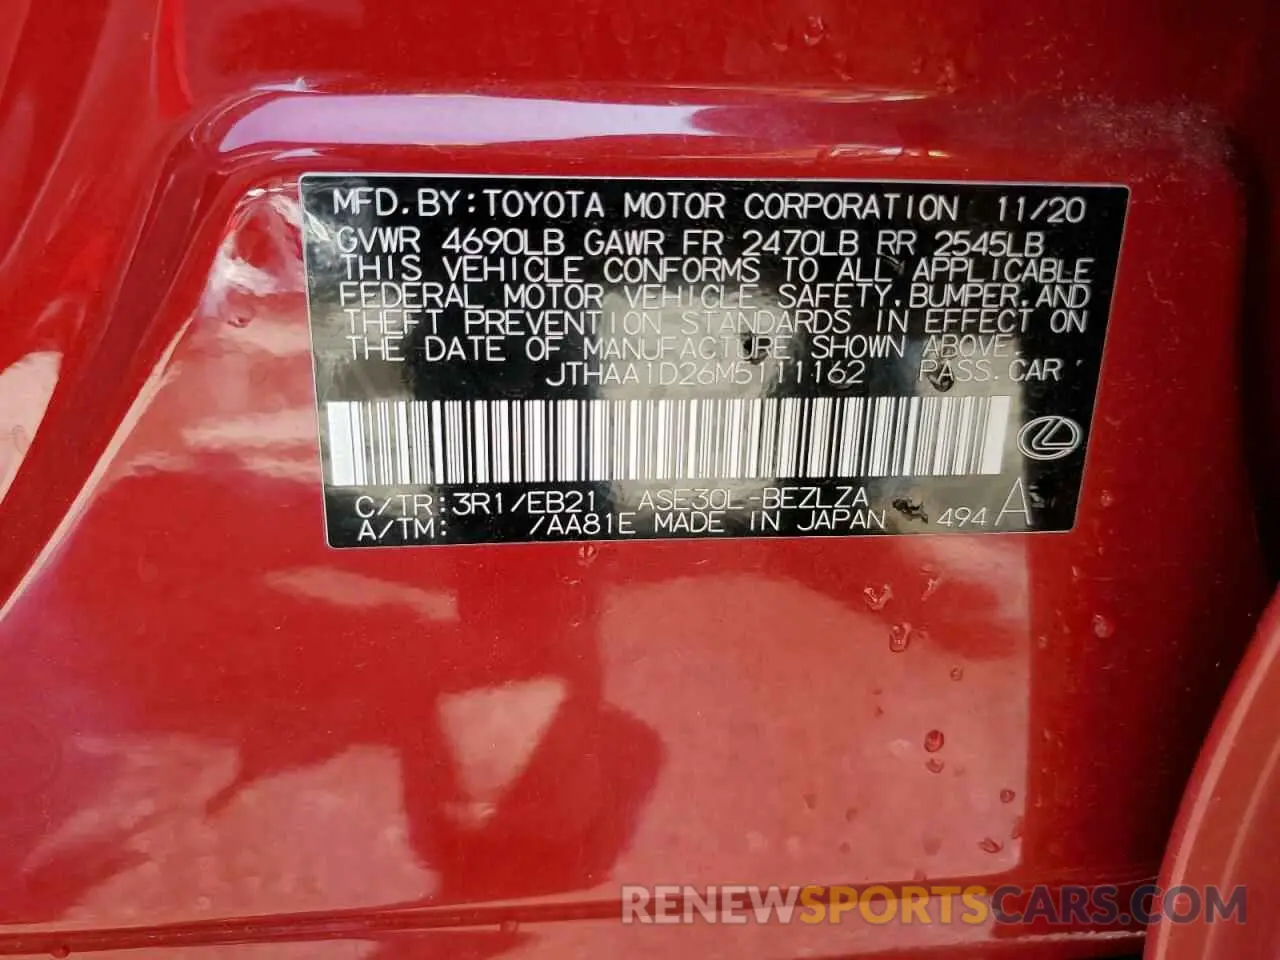 MFD. BY: TOYOTA MOTOR CORPORATION 11/20
GVWR 4690LB GAWR FR 2470LB RR 2545LB
THIS VEHICLE CONFORMS TO ALL APPLICABLE
FEDERAL MOTOR VEHICLE SAFETY, BUMPER, AND
THEFT PREVENTION STANDARDS IN EFFECT ON
THE DATE OF MANUFACTURE SHOWN ABOVE.
JTHAA1D26M5111162 PASS. CAR
C/TR: 3R1/EB21 ASE30L-BEZLZA
A/TM: /AA81E MADE IN JAPAN 494 A
RENEWSPORTSCARS.COM